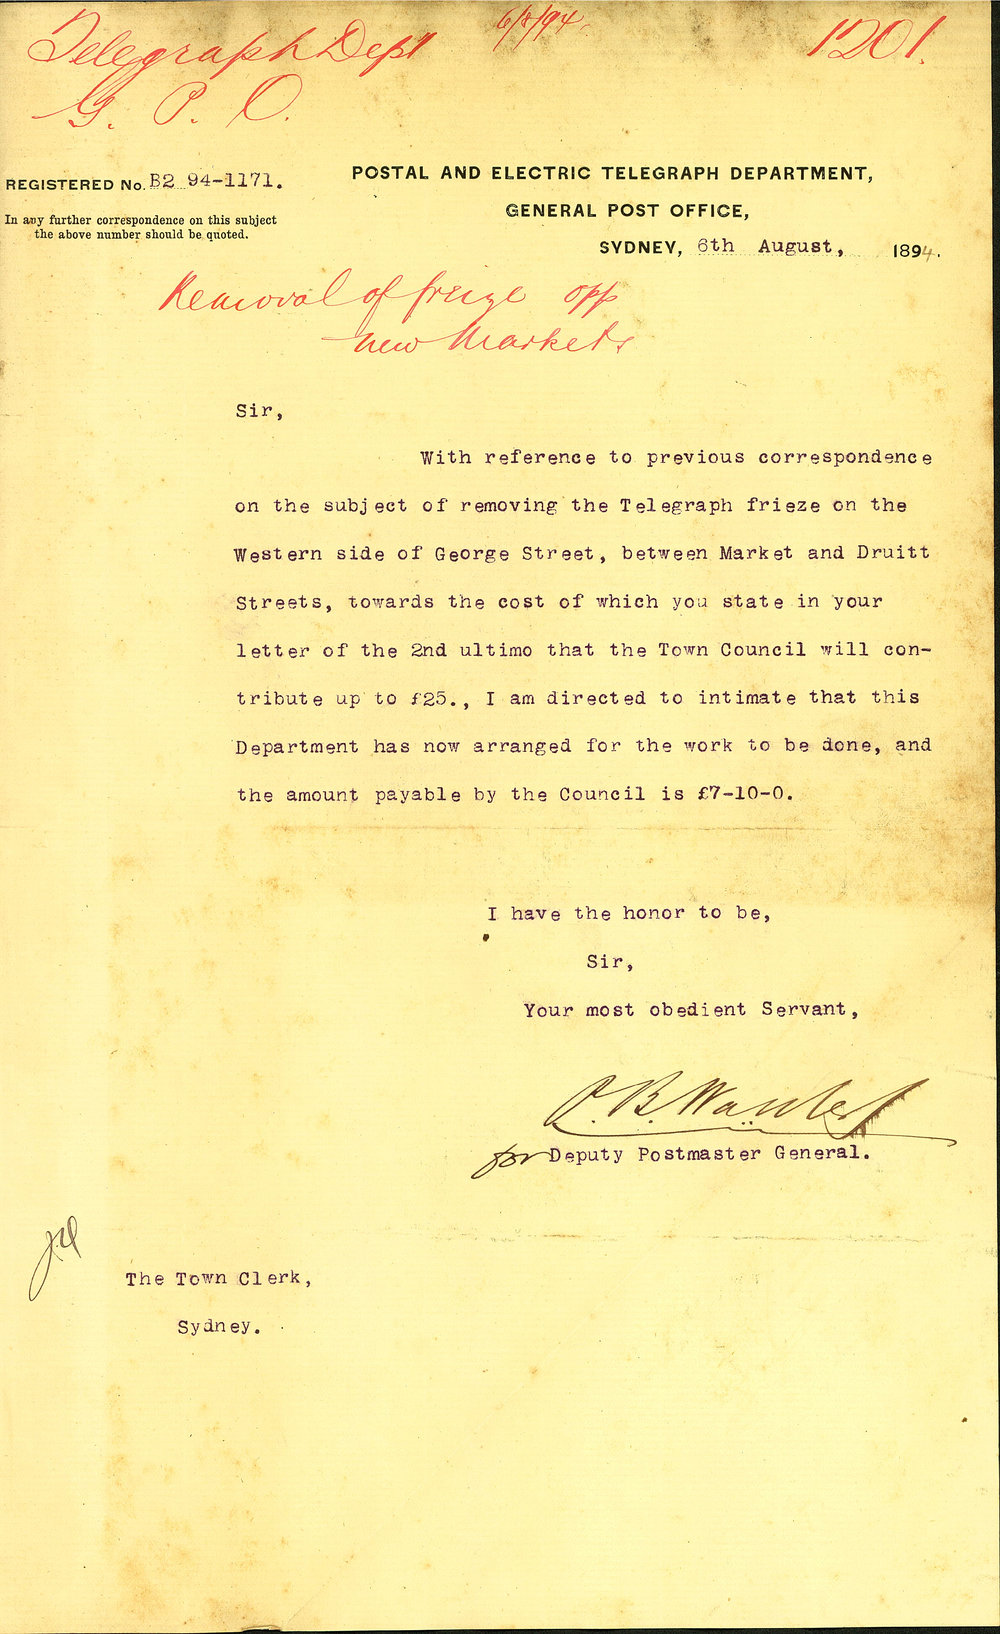 Telegraph Dept 6/8/94. 1201.
G. P. O.
REGISTERED No. B2 94-1171.
In any further correspondence on this subject
the above number should be quoted.
POSTAL AND ELECTRIC TELEGRAPH DEPARTMENT,
GENERAL POST OFFICE,
SYDNEY, 6th August, 1894.
Removal of frieze opp
new Markets
Sir,
With reference to previous correspondence
on the subject of removing the Telegraph frieze on the
Western side of George Street, between Market and Druitt
Streets, towards the cost of which you state in your
letter of the 2nd ultimo that the Town Council will con-
tribute up to £25., I am directed to intimate that this
Department has now arranged for the work to be done, and
the amount payable by the Council is £7-10-0.
I have the honor to be,
Sir,
Your most obedient Servant,
for Deputy Postmaster General.
The Town Clerk,
Sydney.